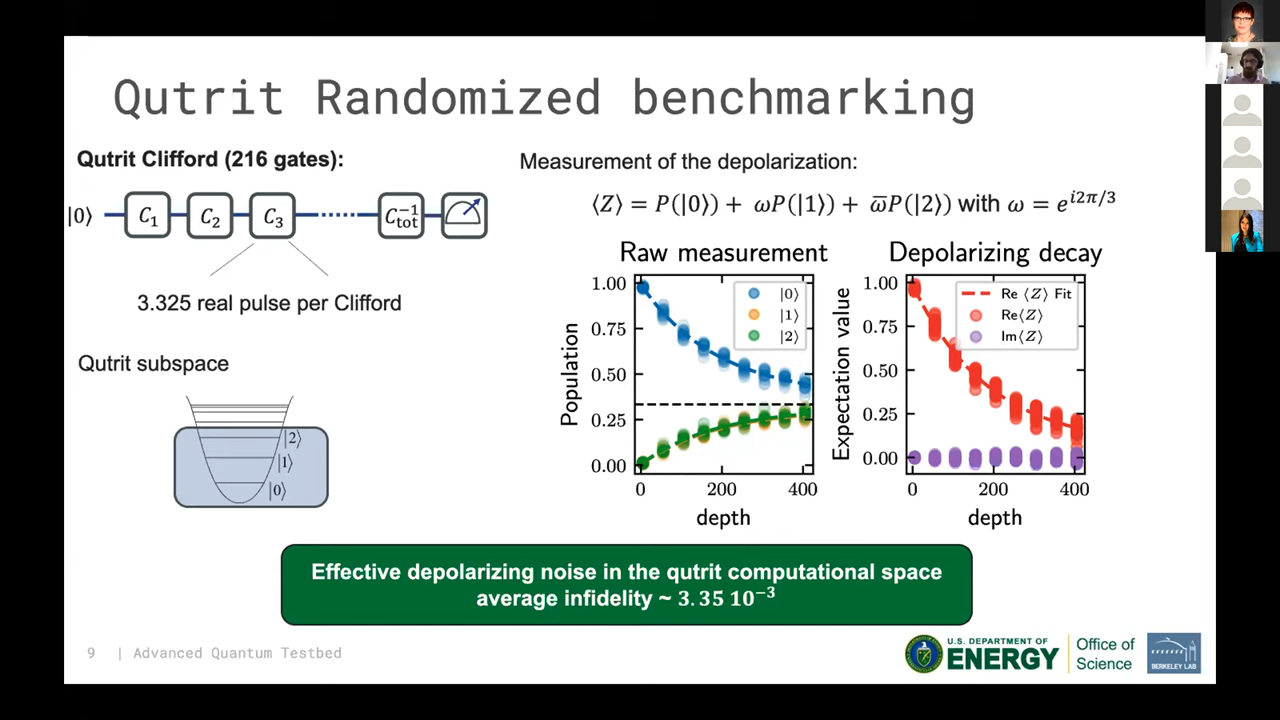 Qutrit Randomized benchmarking
Qutrit Clifford (216 gates):
|0⟩ C₁ C₂ C₃ C_tot^{-1}
3.325 real pulse per Clifford
Qutrit subspace
|2⟩
|1⟩
|0⟩
Measurement of the depolarization:
⟨Z⟩ = P(|0⟩) + ωP(|1⟩) + ω̅P(|2⟩) with ω = e^{i2π/3}
Raw measurement
Population
1.00
0.75
0.50
0.25
0.00
|0⟩
|1⟩
|2⟩
0 200 400
depth
Depolarizing decay
Expectation value
1.00
0.75
0.50
0.25
0.00
Re ⟨Z⟩ Fit
Re⟨Z⟩
Im⟨Z⟩
0 200 400
depth
Effective depolarizing noise in the qutrit computational space
average infidelity ~ 3.35 10⁻³
9 | Advanced Quantum Testbed
U.S. DEPARTMENT OF
ENERGY
Office of
Science
BERKELEY LAB